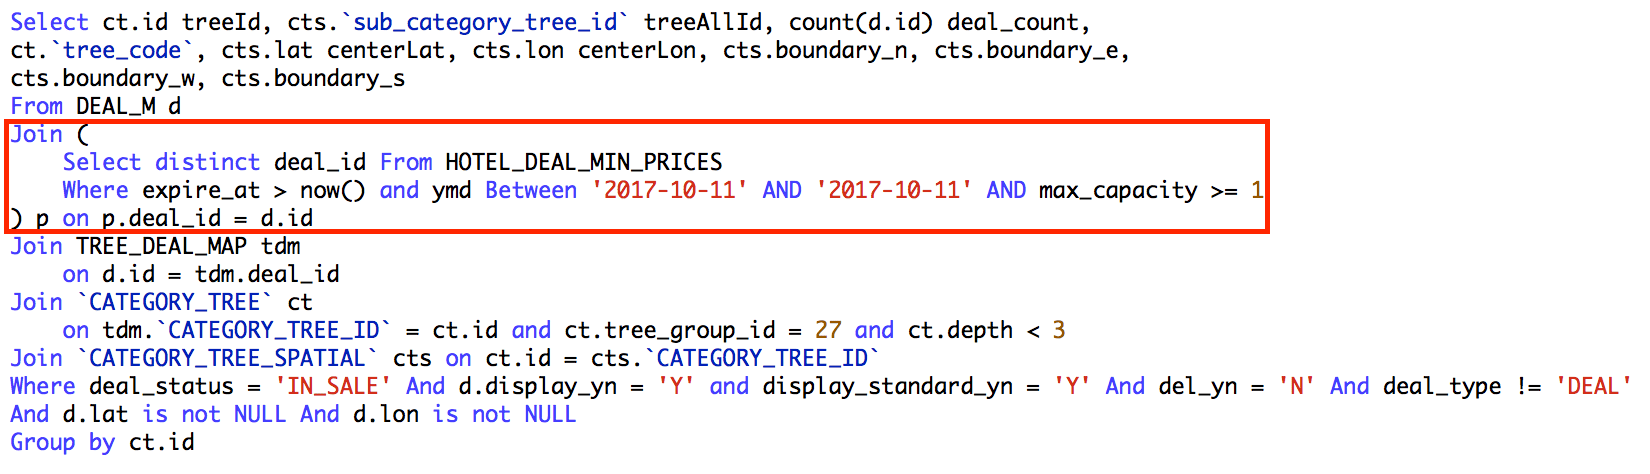 Select ct.id treeId, cts.`sub_category_tree_id` treeAllId, count(d.id) deal_count,
ct.`tree_code`, cts.lat centerLat, cts.lon centerLon, cts.boundary_n, cts.boundary_e,
cts.boundary_w, cts.boundary_s
From DEAL_M d
Join (
    Select distinct deal_id From HOTEL_DEAL_MIN_PRICES
    Where expire_at > now() and ymd Between '2017-10-11' AND '2017-10-11' AND max_capacity >= 1
) p on p.deal_id = d.id
Join TREE_DEAL_MAP tdm
    on d.id = tdm.deal_id
Join `CATEGORY_TREE` ct
    on tdm.`CATEGORY_TREE_ID` = ct.id and ct.tree_group_id = 27 and ct.depth < 3
Join `CATEGORY_TREE_SPATIAL` cts on ct.id = cts.`CATEGORY_TREE_ID`
Where deal_status = 'IN_SALE' And d.display_yn = 'Y' and display_standard_yn = 'Y' And del_yn = 'N' And deal_type != 'DEAL'
And d.lat is not NULL And d.lon is not NULL
Group by ct.id